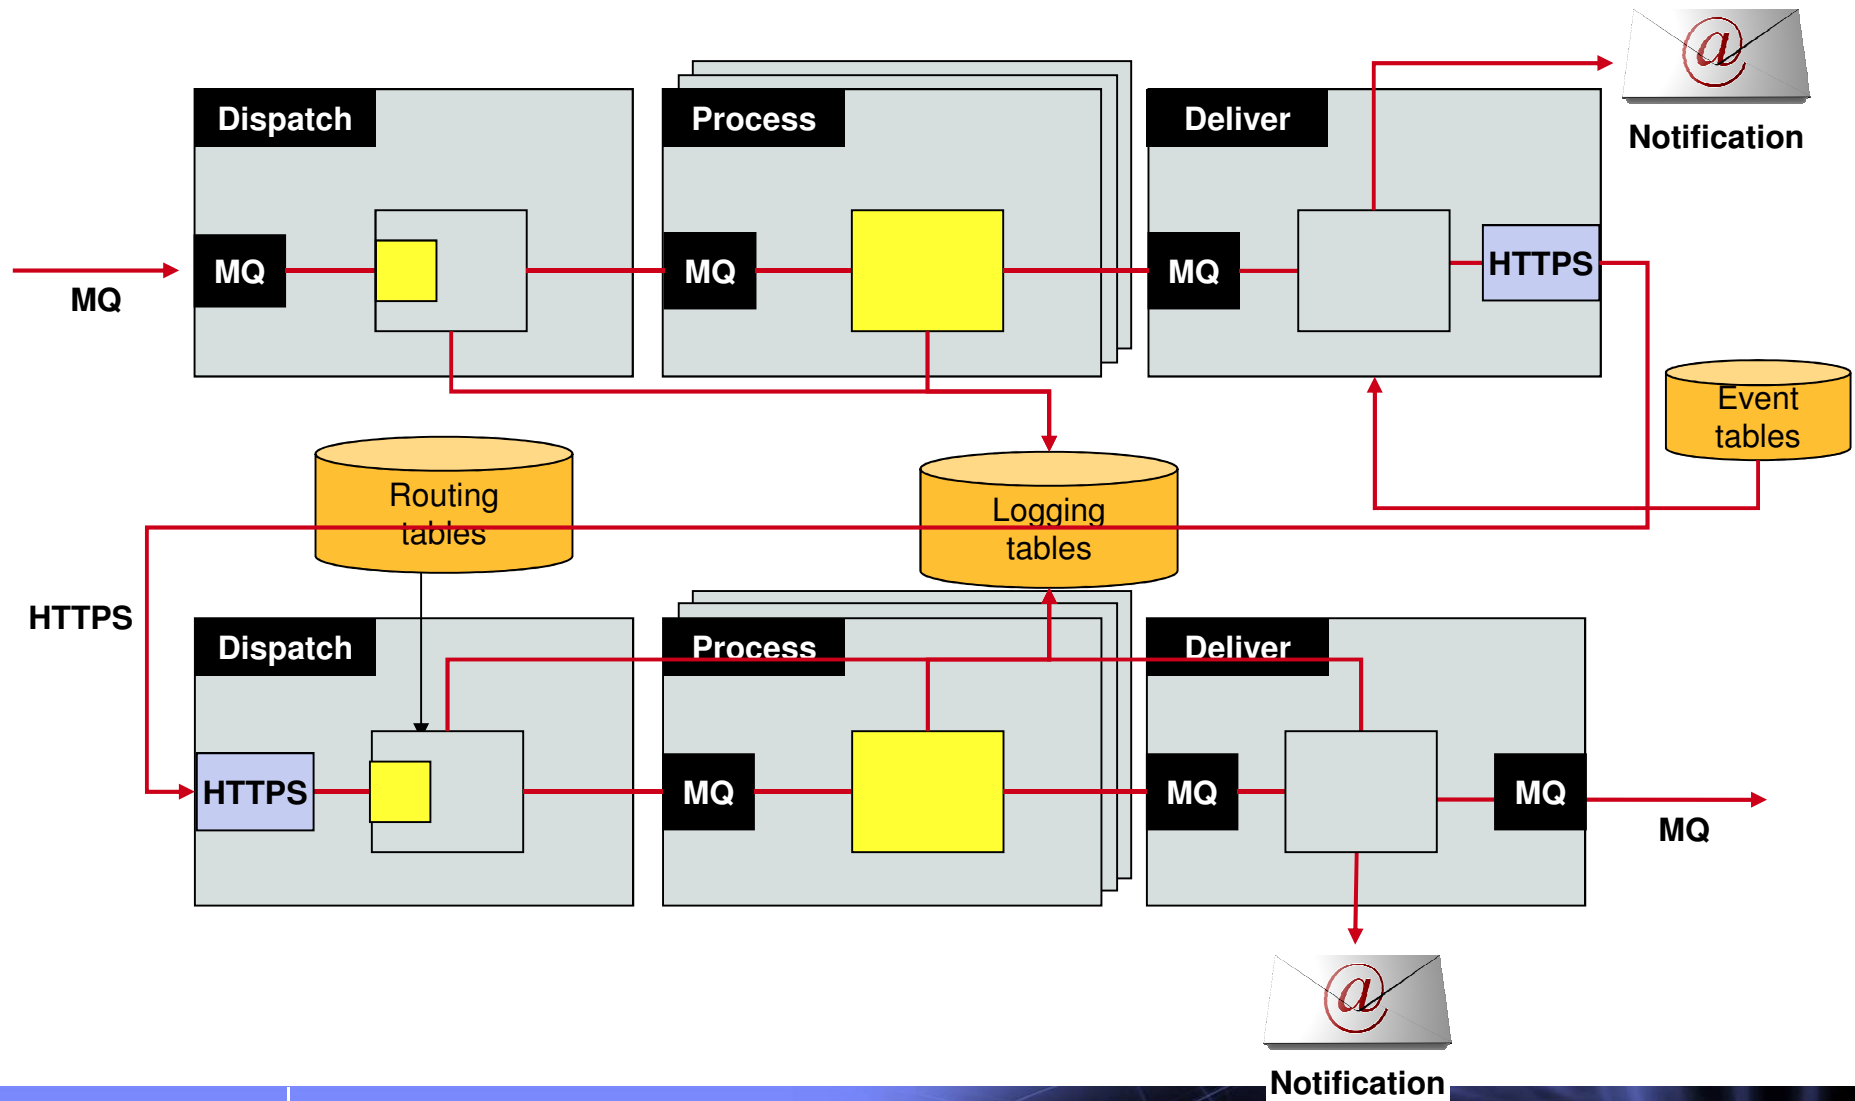 Notification
Dispatch
Process
Deliver
MQ
MQ
MQ
MQ
HTTPS
Event
tables
Routing
tables
Logging
tables
HTTPS
Dispatch
Process
Deliver
HTTPS
MQ
MQ
MQ
MQ
Notification